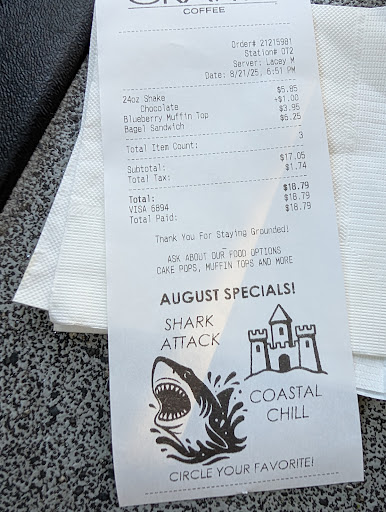 COFFEE
Order# 21215981
Station# 072
Server: Lacey M
Date: 8/21/25, 6:51 PM
24oz Shake $5.85
Chocolate +$1.00
Blueberry Muffin Top $3.95
Bagel Sandwich $6.25
Total Item Count: 3
Subtotal: $17.05
Total Tax: $1.74
Total: $18.79
VISA 6894 $18.79
Total Paid: $18.79
Thank You For Staying Grounded!
ASK ABOUT OUR FOOD OPTIONS
CAKE POPS, MUFFIN TOPS AND MORE
AUGUST SPECIALS!
SHARK
ATTACK
COASTAL
CHILL
CIRCLE YOUR FAVORITE!